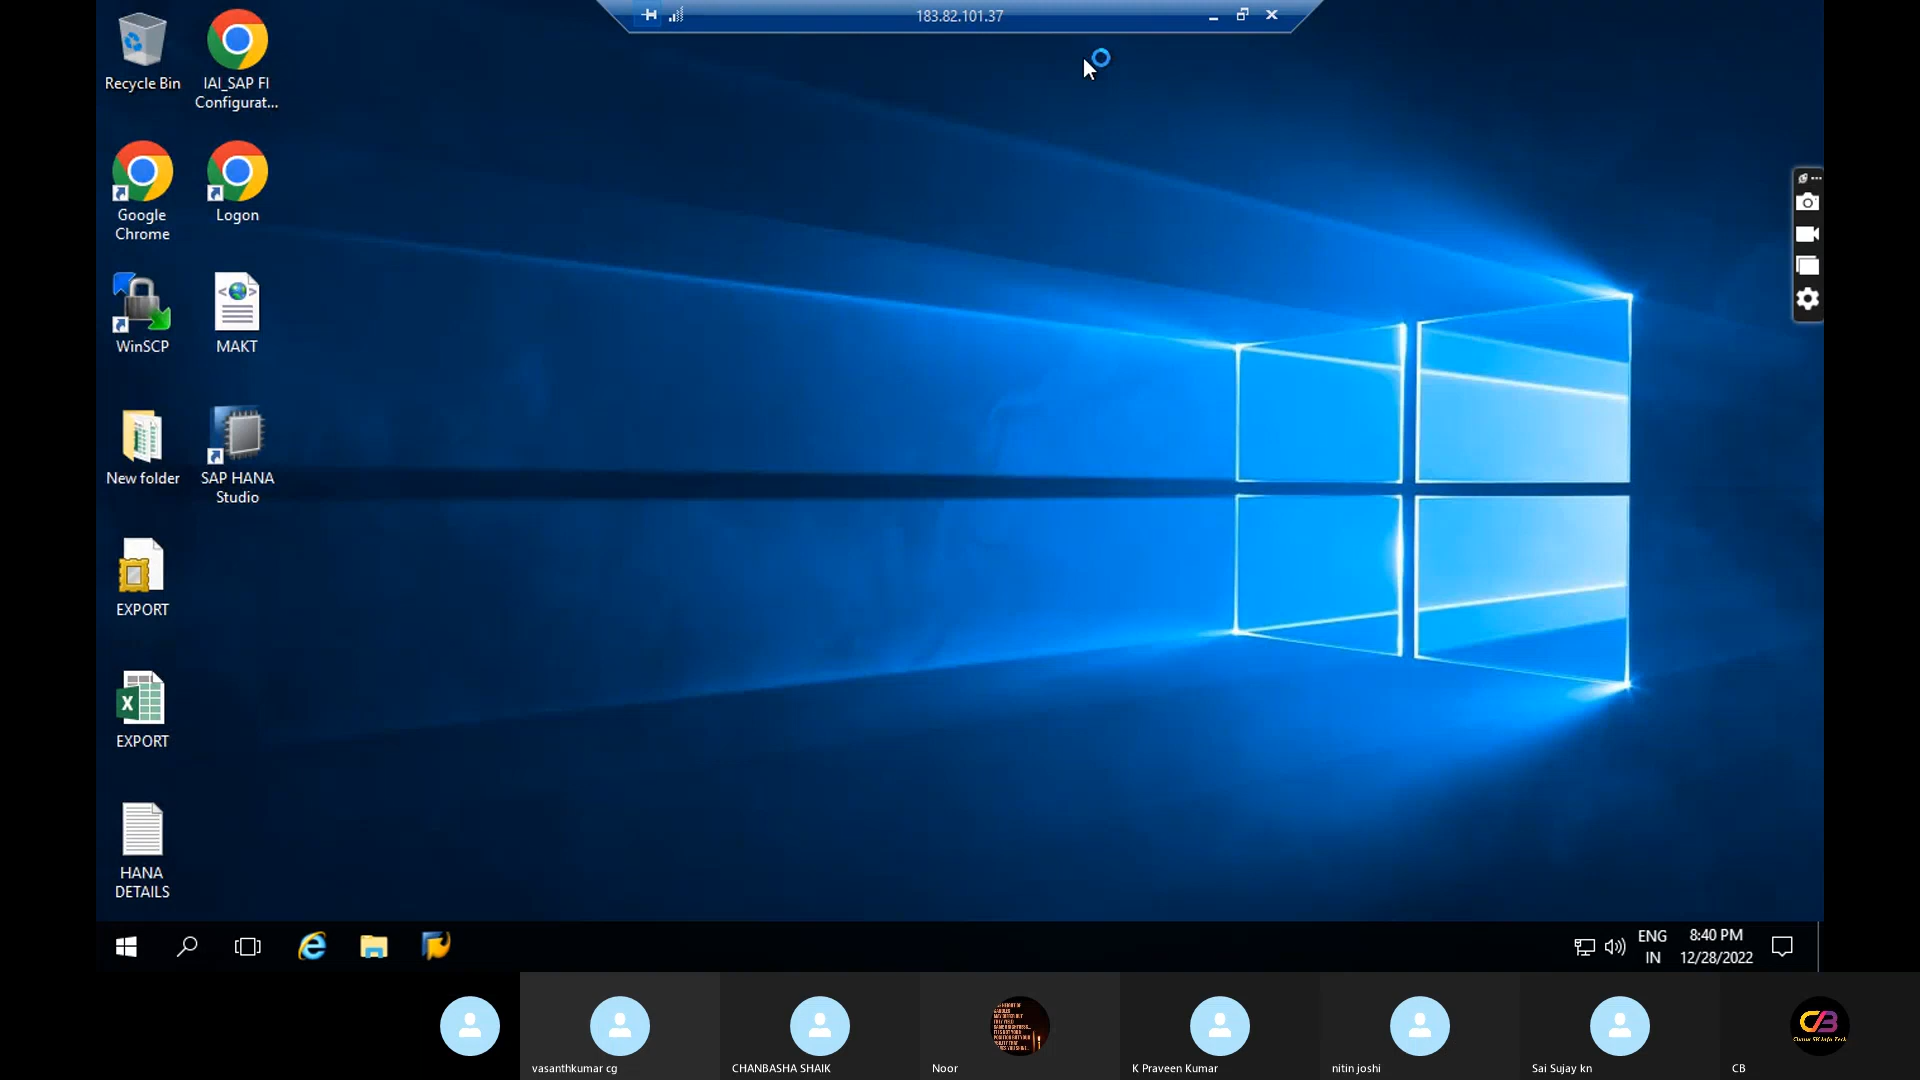 183.82.101.37
Recycle Bin
IAI_SAP FI
Configurat...
Google
Chrome
Logon
WinSCP
MAKT
New folder
SAP HANA
Studio
EXPORT
EXPORT
HANA
DETAILS
ENG
IN
8:40 PM
12/28/2022
vasanthkumar cg
CHANBASHA SHAIK
Noor
K Praveen Kumar
nitin joshi
Sai Sujay kn
CB